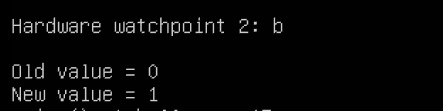 Hardware watchpoint 2: b
Old value = 0
New value = 1